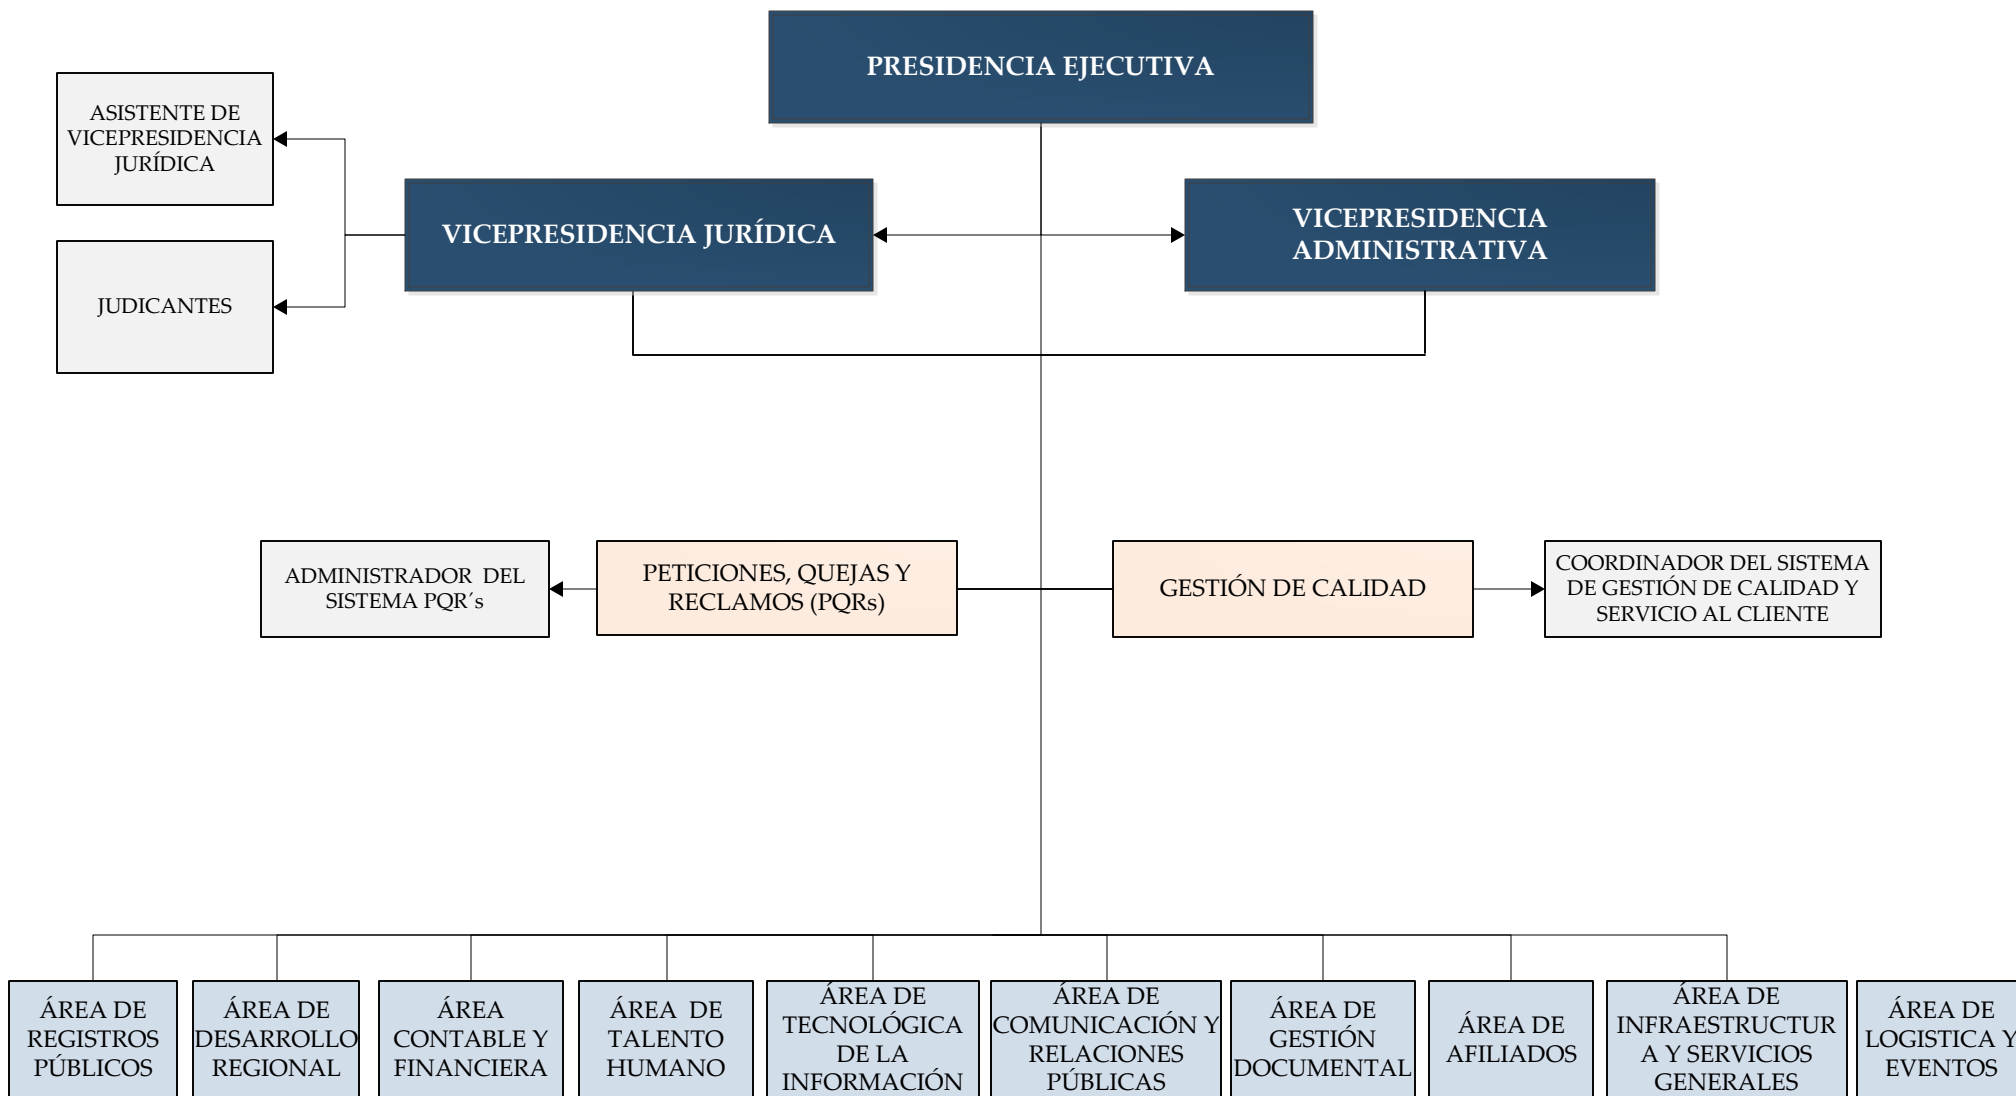 PRESIDENCIA EJECUTIVA
ASISTENTE DE
VICEPRESIDENCIA
JURÍDICA
VICEPRESIDENCIA JURÍDICA
VICEPRESIDENCIA
ADMINISTRATIVA
JUDICANTES
ADMINISTRADOR  DEL
SISTEMA PQR´s
PETICIONES, QUEJAS Y
RECLAMOS (PQRs)
GESTIÓN DE CALIDAD
COORDINADOR DEL SISTEMA
DE GESTIÓN DE CALIDAD Y
SERVICIO AL CLIENTE
ÁREA DE
REGISTROS
PÚBLICOS
ÁREA DE
DESARROLLO
REGIONAL
ÁREA
CONTABLE Y
FINANCIERA
ÁREA  DE
TALENTO
HUMANO
ÁREA DE
TECNOLÓGICA
DE LA
INFORMACIÓN
ÁREA DE
COMUNICACIÓN Y
RELACIONES
PÚBLICAS
ÁREA DE
GESTIÓN
DOCUMENTAL
ÁREA DE
AFILIADOS
ÁREA DE
INFRAESTRUCTUR
A Y SERVICIOS
GENERALES
ÁREA DE
LOGISTICA Y
EVENTOS